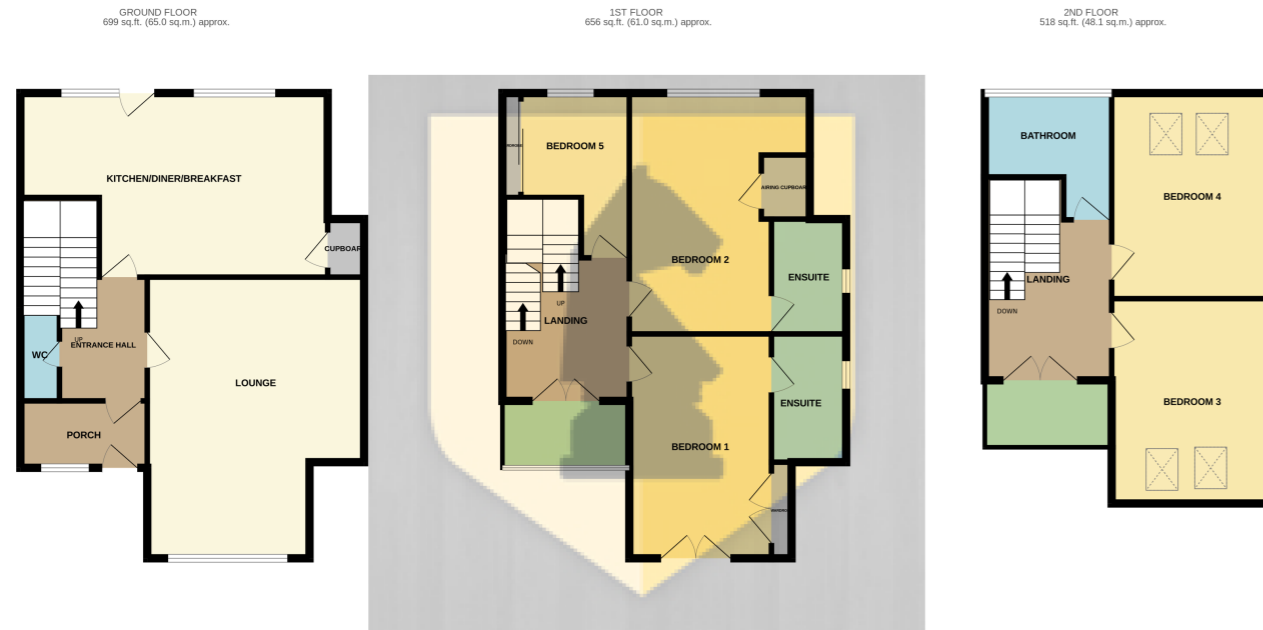 GROUND FLOOR
699 sq.ft. (65.0 sq.m.) approx.
1ST FLOOR
656 sq.ft. (61.0 sq.m.) approx.
2ND FLOOR
518 sq.ft. (48.1 sq.m.) approx.
KITCHEN/DINER/BREAKFAST
CUPBOAR
UP
ENTRANCE HALL
WC
LOUNGE
PORCH
BEDROOM 5
AIRING CUPBOARD
BEDROOM 2
ENSUITE
UP
LANDING
DOWN
ENSUITE
BEDROOM 1
BATHROOM
BEDROOM 4
LANDING
DOWN
BEDROOM 3